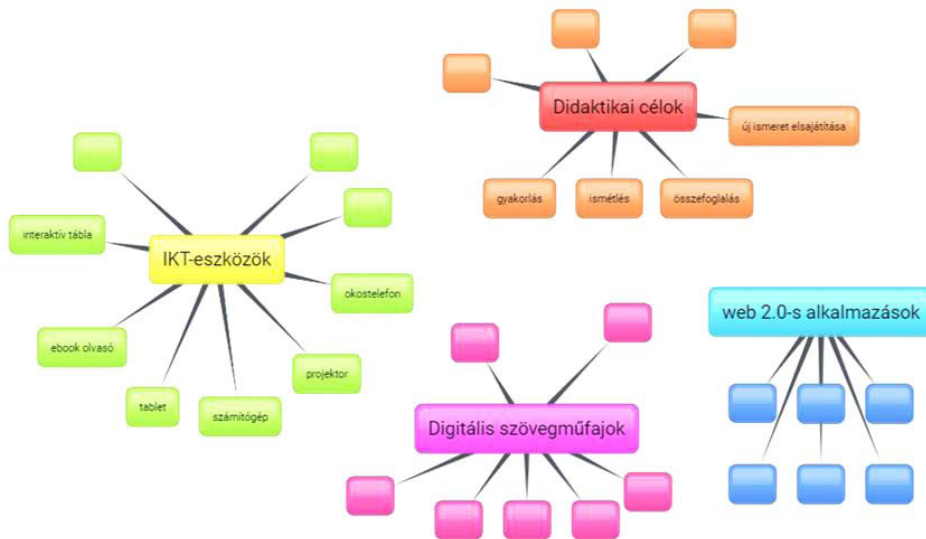 Didaktikai célok
új ismeret elsajátítása
gyakorlás
ismétlés
összefoglalás
interaktív tábla
IKT-eszközök
okostelefon
ebook olvasó
projektor
tablet
számítógép
web 2.0-s alkalmazások
Digitális szövegműfajok